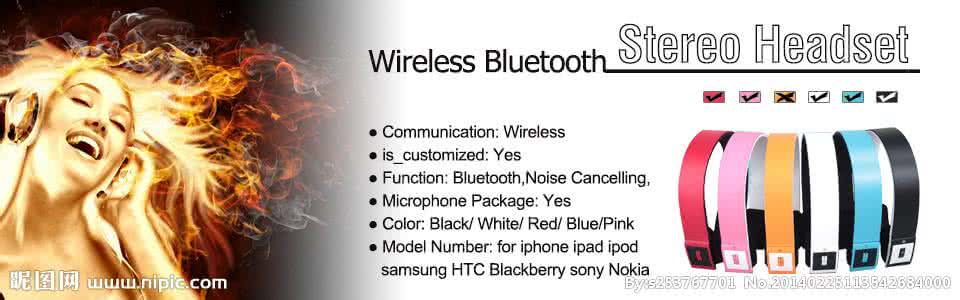 Wireless Bluetooth Stereo Headset
● Communication: Wireless
● is_customized: Yes
● Function: Bluetooth,Noise Cancelling,
● Microphone Package: Yes
● Color: Black/ White/ Red/ Blue/Pink
● Model Number: for iphone ipad ipod
samsung HTC Blackberry sony Nokia
昵图网 www.nipic.com
By:s253767701 No.20140225113542684000